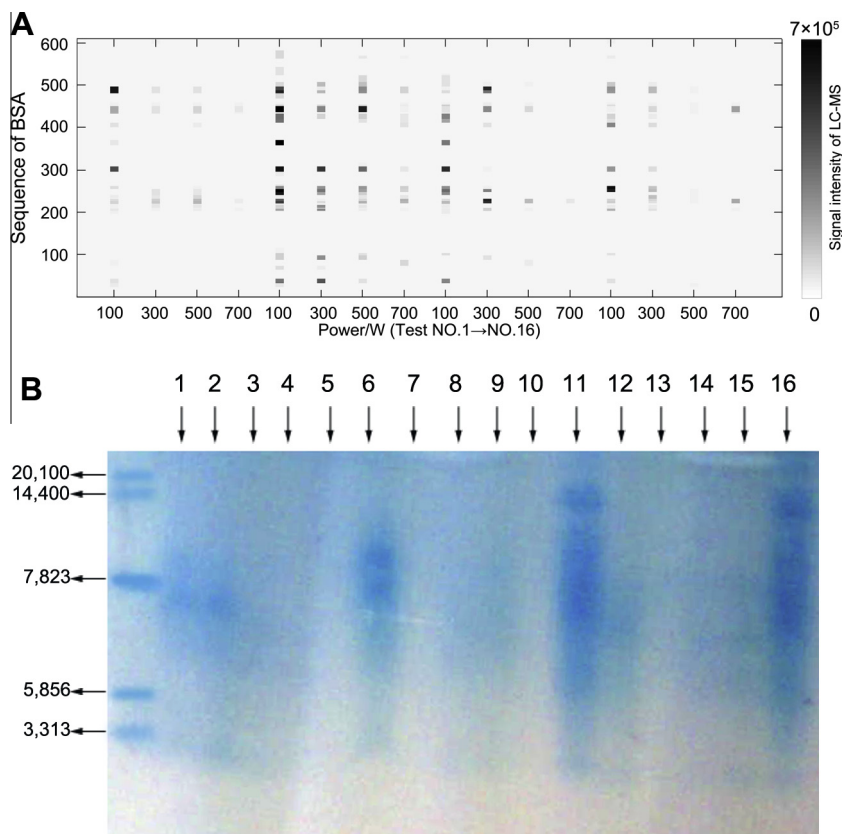 A
7×10⁵
600
500
400
300
200
100
Sequence of BSA
Signal intensity of LC-MS
0
100 300 500 700 100 300 500 700 100 300 500 700 100 300 500 700
Power/W (Test NO.1→NO.16)
B
1 2 3 4 5 6 7 8 9 10 11 12 13 14 15 16
20,100
14,400
7,823
5,856
3,313